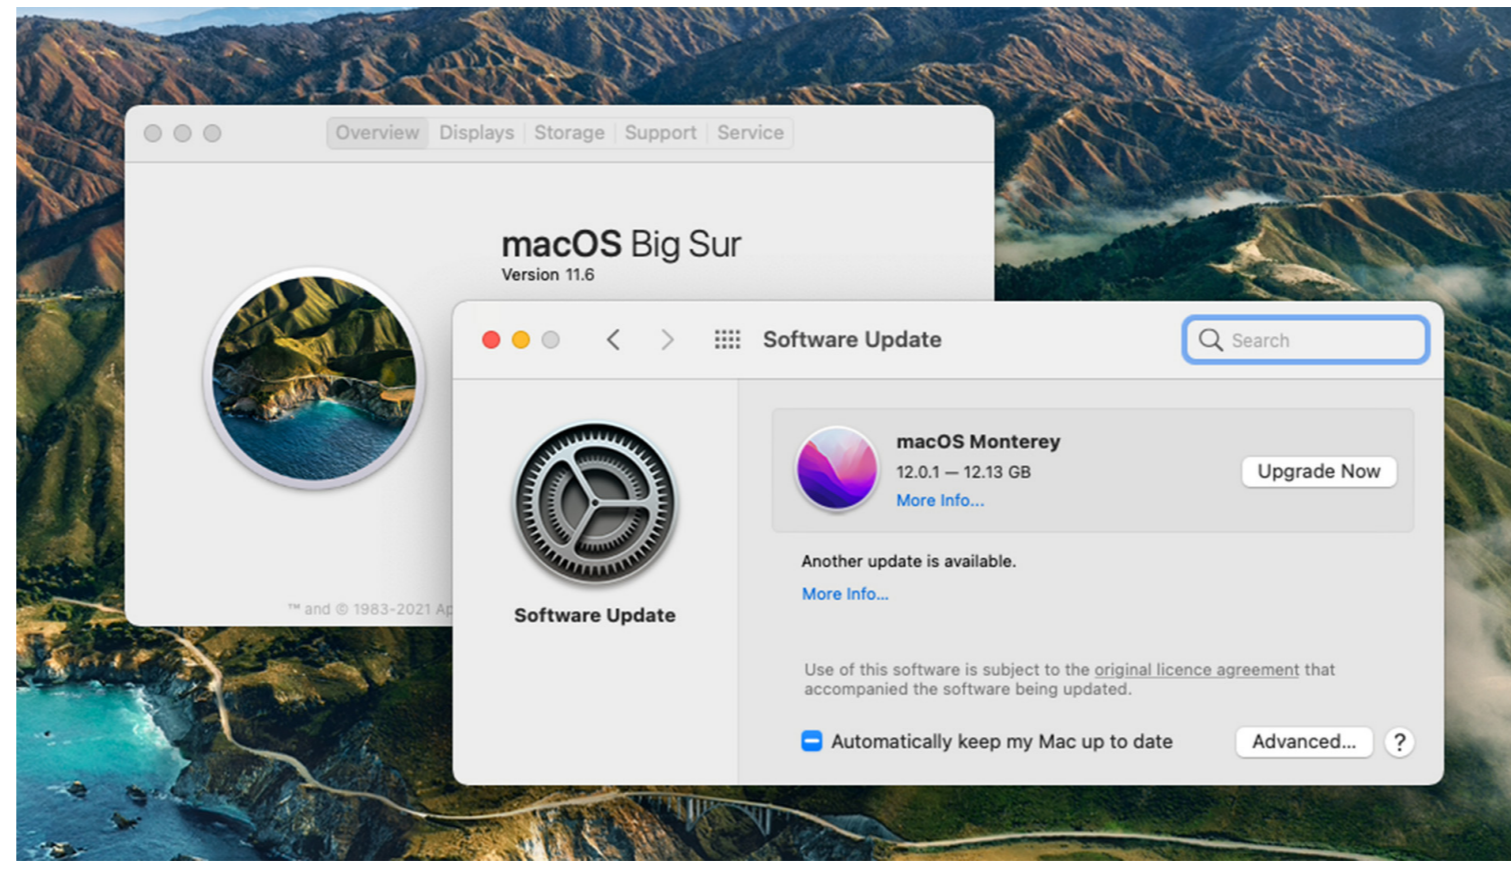 Overview Displays Storage Support Service
macOS Big Sur
Version 11.6
™ and © 1983-2021
Software Update
Search
Software Update
macOS Monterey
12.0.1 — 12.13 GB
More Info...
Upgrade Now
Another update is available.
More Info...
Use of this software is subject to the original licence agreement that
accompanied the software being updated.
Automatically keep my Mac up to date
Advanced...
?